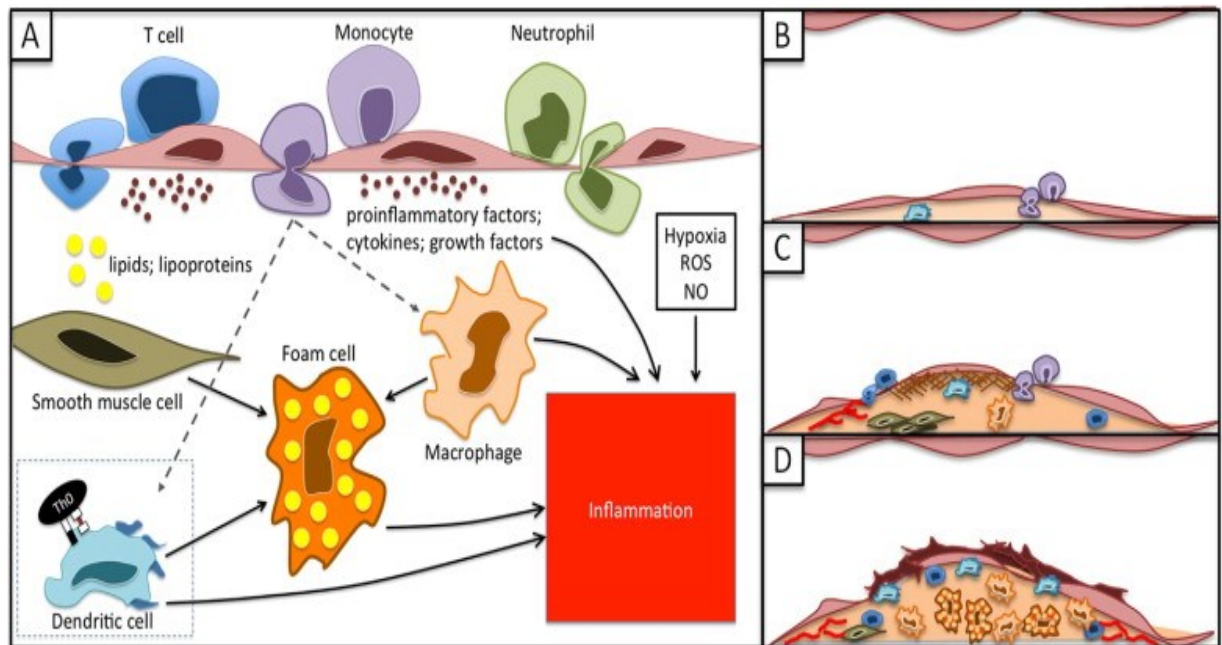 A
T cell
Monocyte
Neutrophil
proinflammatory factors;
cytokines; growth factors
lipids; lipoproteins
Hypoxia
ROS
NO
Smooth muscle cell
Foam cell
Macrophage
Th0
Dendritic cell
Inflammation
B
C
D